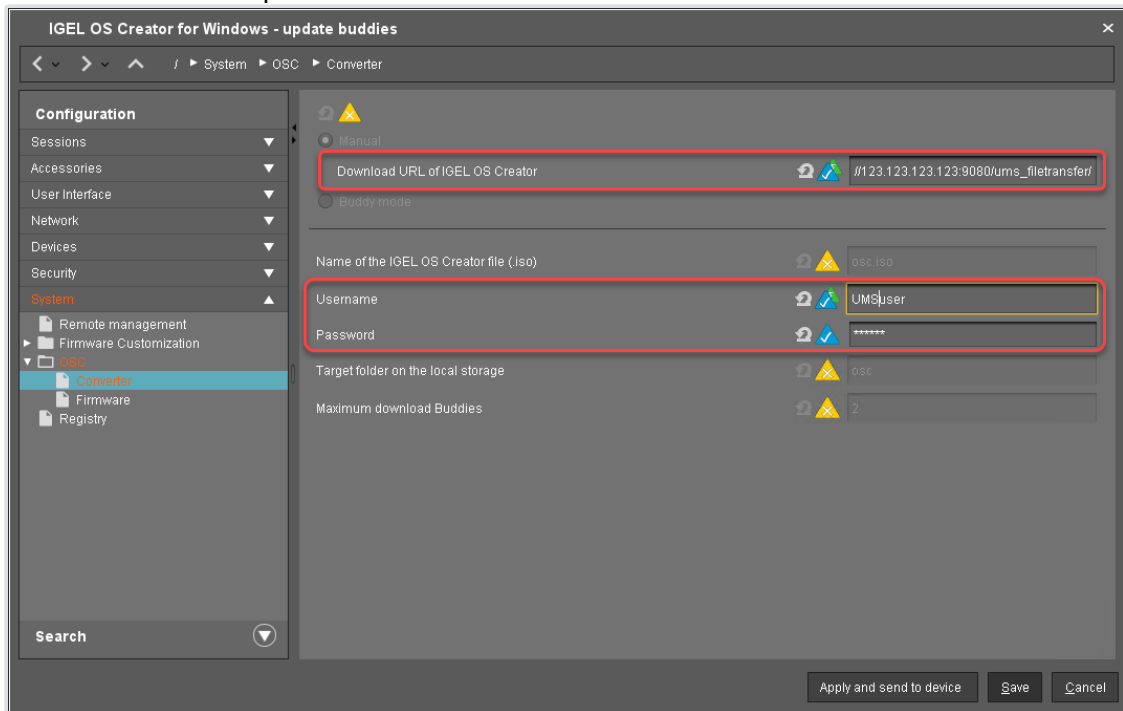 IGEL OS Creator for Windows - update buddies
/ System OSC Converter
Configuration
Sessions
Accessories
User Interface
Network
Devices
Security
System
Remote management
Firmware Customization
OSC
Converter
Firmware
Registry
Search
Manual
Download URL of IGEL OS Creator //123.123.123.123:9080/ums_filetransfer/
Buddy mode
Name of the IGEL OS Creator file (.iso) osc.iso
Username UMSuser
Password ******
Target folder on the local storage osc
Maximum download Buddies 2
Apply and send to device Save Cancel